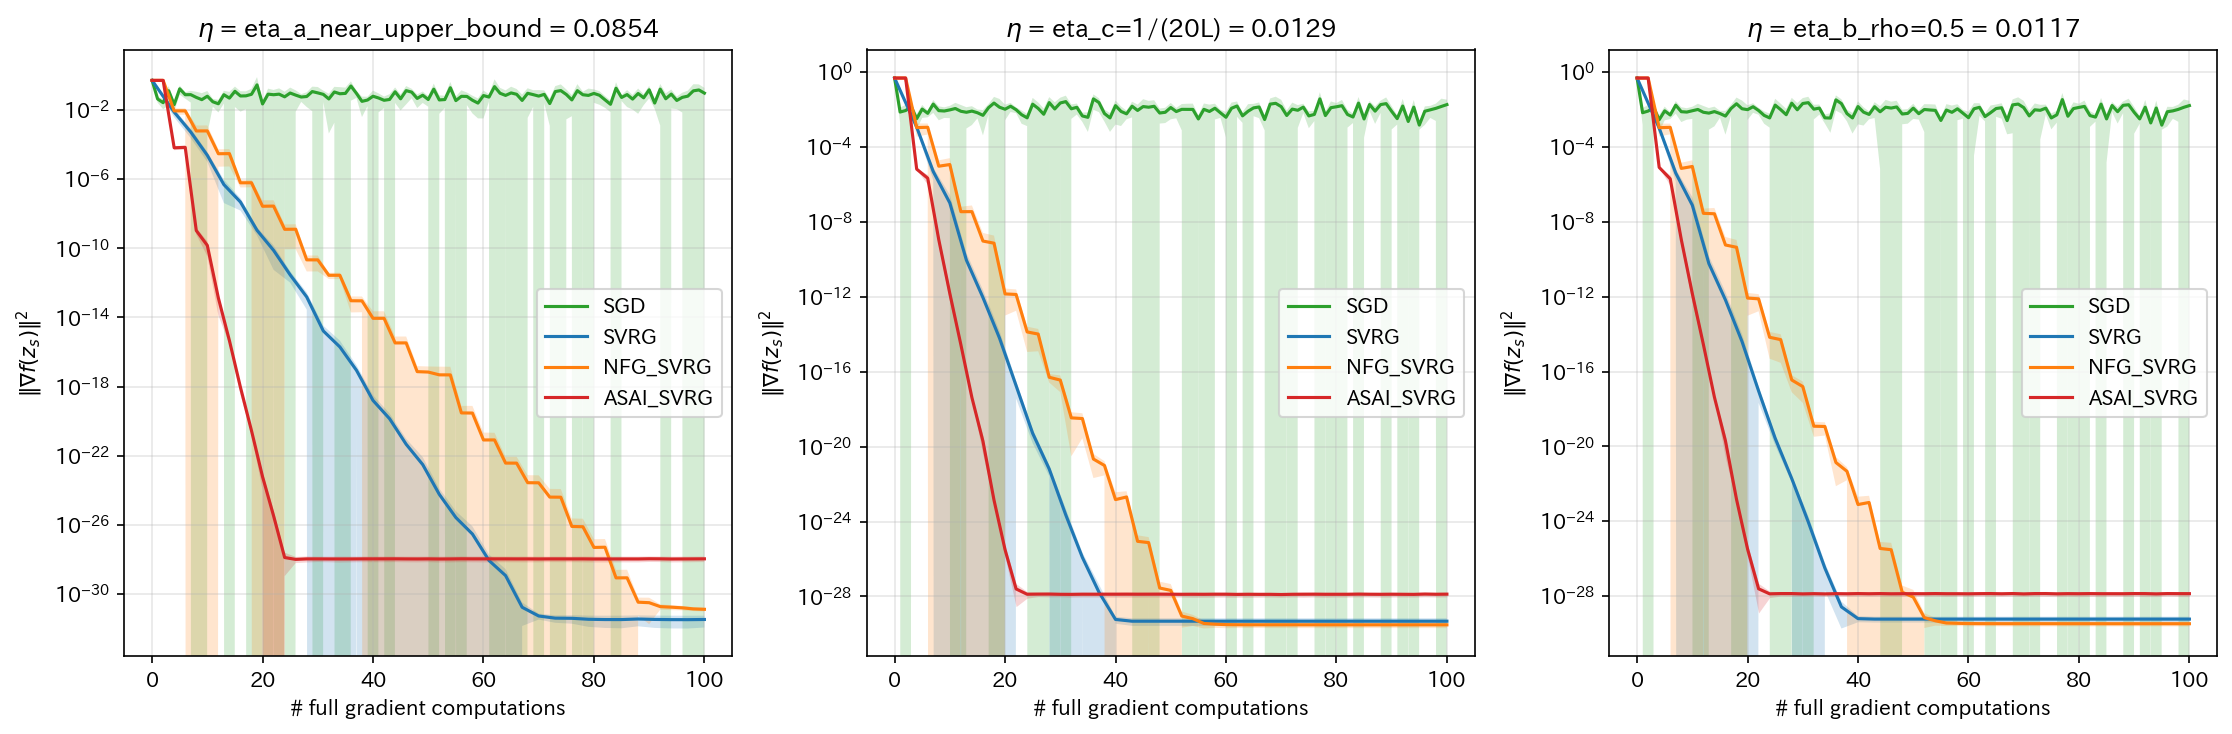 η = eta_a_near_upper_bound = 0.0854
‖∇f(z_s)‖²
10⁻²
10⁻⁶
10⁻¹⁰
10⁻¹⁴
10⁻¹⁸
10⁻²²
10⁻²⁶
10⁻³⁰
SGD
SVRG
NFG_SVRG
ASAI_SVRG
0 20 40 60 80 100
# full gradient computations
η = eta_c=1/(20L) = 0.0129
‖∇f(z_s)‖²
10⁰
10⁻⁴
10⁻⁸
10⁻¹²
10⁻¹⁶
10⁻²⁰
10⁻²⁴
10⁻²⁸
SGD
SVRG
NFG_SVRG
ASAI_SVRG
0 20 40 60 80 100
# full gradient computations
η = eta_b_rho=0.5 = 0.0117
‖∇f(z_s)‖²
10⁰
10⁻⁴
10⁻⁸
10⁻¹²
10⁻¹⁶
10⁻²⁰
10⁻²⁴
10⁻²⁸
SGD
SVRG
NFG_SVRG
ASAI_SVRG
0 20 40 60 80 100
# full gradient computations